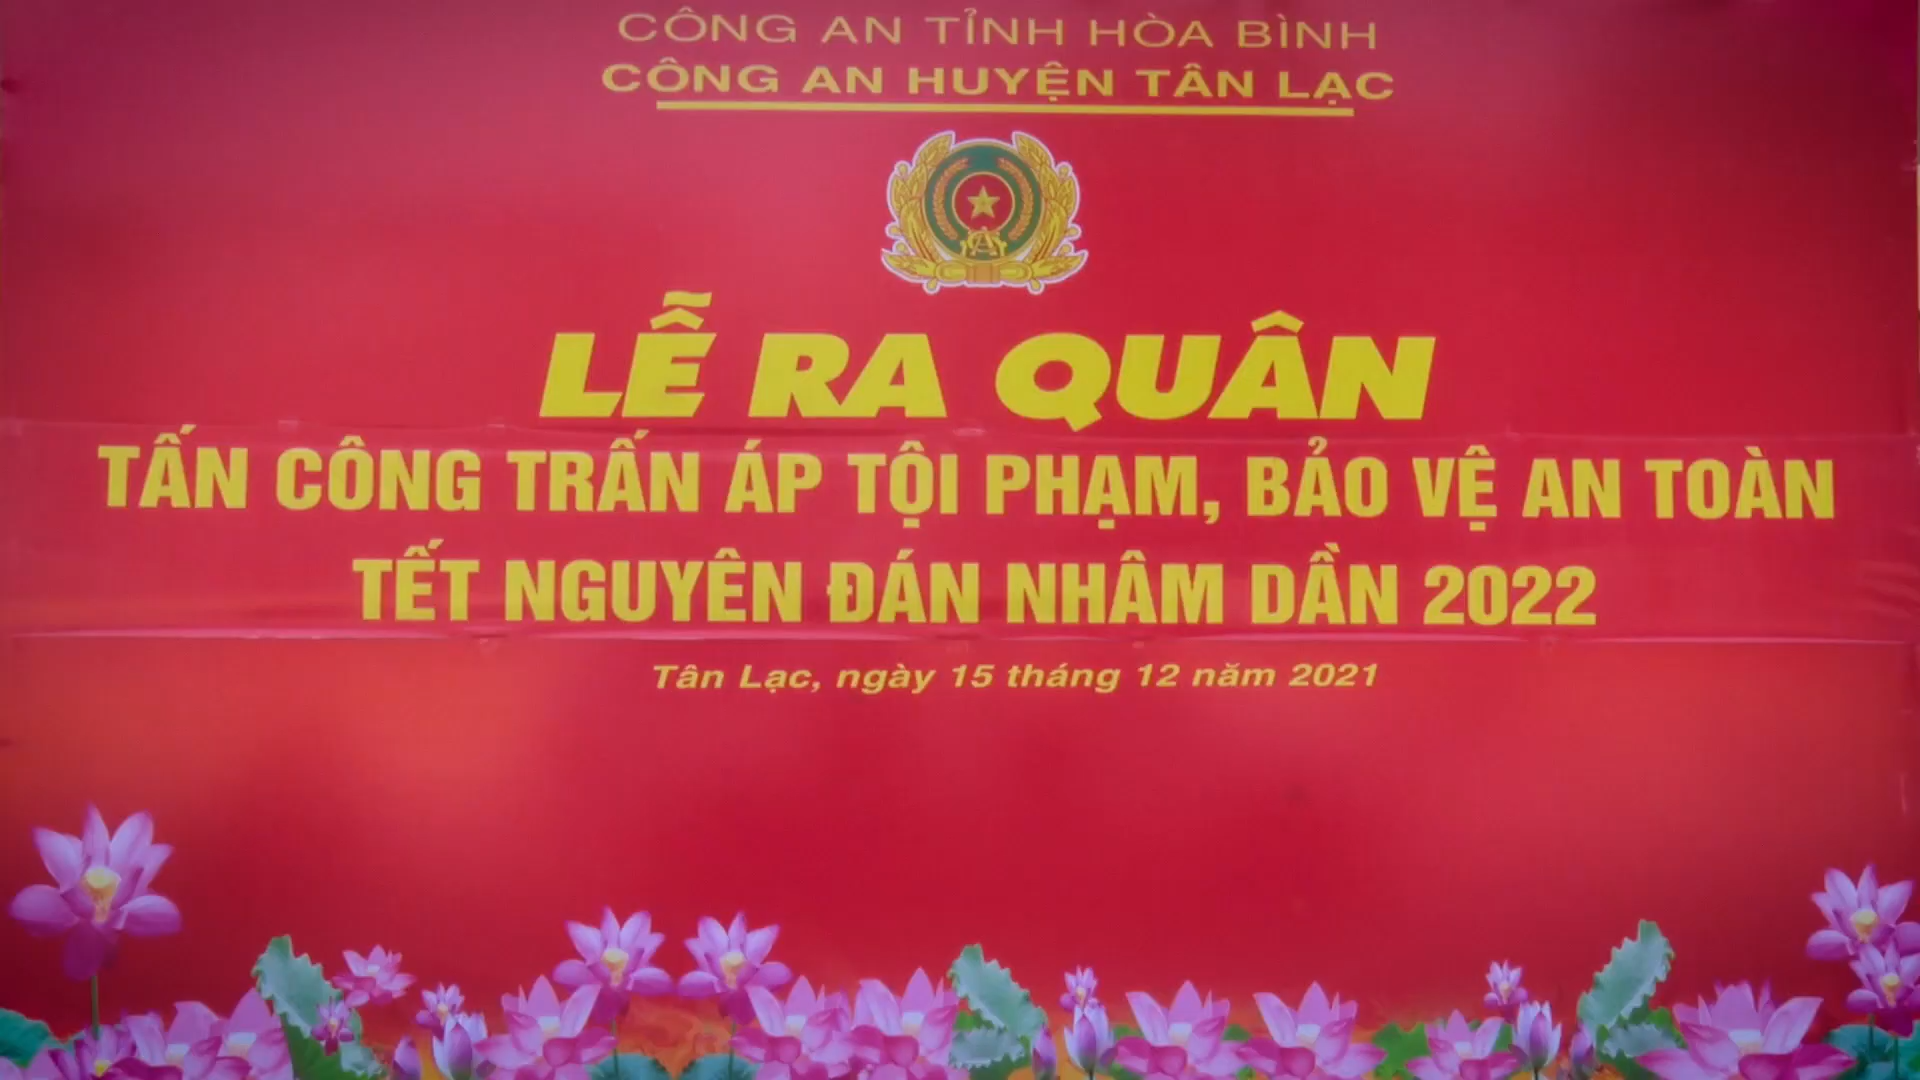 CÔNG AN TỈNH HÒA BÌNH
CÔNG AN HUYỆN TÂN LẠC
LỄ RA QUÂN
TẤN CÔNG TRẤN ÁP TỘI PHẠM, BẢO VỆ AN TOÀN
TẾT NGUYÊN ĐÁN NHÂM DẦN 2022
Tân Lạc, ngày 15 tháng 12 năm 2021